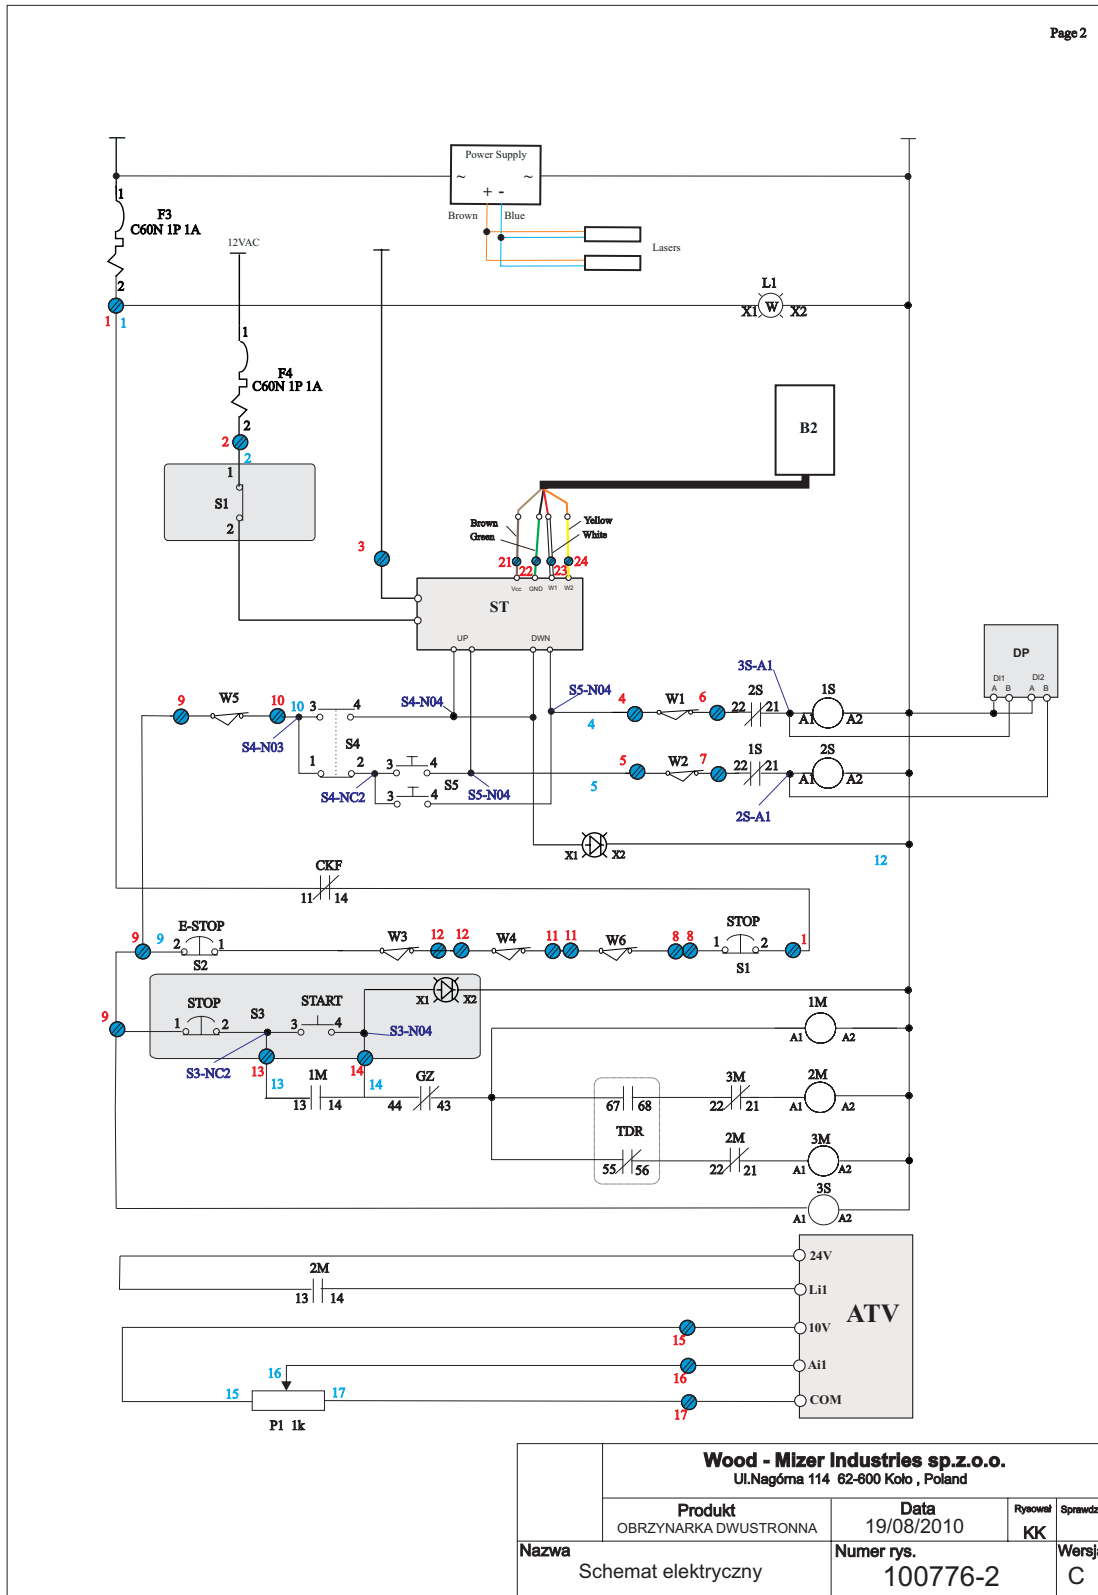 Page 2
Power Supply
~ ~
+ -
Brown Blue
Lasers
1
F3
C60N 1P 1A
2
1 1
12VAC
1
F4
C60N 1P 1A
2
2
2
L1
X1 W X2
B2
1
S1
2
3
Brown
Green
Yellow
White
21 22 23 24
Vcc GND W1 W2
ST
UP DWN
DP
DI1 DI2
A B A B
3S-A1
S4-N04
S5-N04
9 W5 10
10 3 4
S4-N03
S4
1 2
S4-NC2
3 4
S5
3 4
S5-N04
4 W1 6
4
2S
22 21
1S
A1 A2
5 W2 7
5
1S
22 21
2S
A1 A2
2S-A1
X1 X2
12
CKF
11 14
9 9
E-STOP
2 1
S2
W3 12 12 W4 11 11 W6 8 8
STOP
1 2
S1
1
9
STOP
1 2
S3
START
3 4
X1 X2
S3-N04
S3-NC2
13
13
14
14
1M
13 14
GZ
44 43
1M
A1 A2
67 68
TDR
55 56
3M
22 21
2M
A1 A2
2M
22 21
3M
A1 A2
3S
A1 A2
24V
2M
13 14
Li1
ATV
10V
15
16
Ai1
16
15 17
COM
17
P1 1k
Wood - Mizer Industries sp.z.o.o.
Ul.Nagórna 114 62-600 Koło , Poland
Produkt
OBRZYNARKA DWUSTRONNA
Data
19/08/2010
Rysował
KK
Sprawdz
Nazwa
Schemat elektryczny
Numer rys.
100776-2
Wersja
C